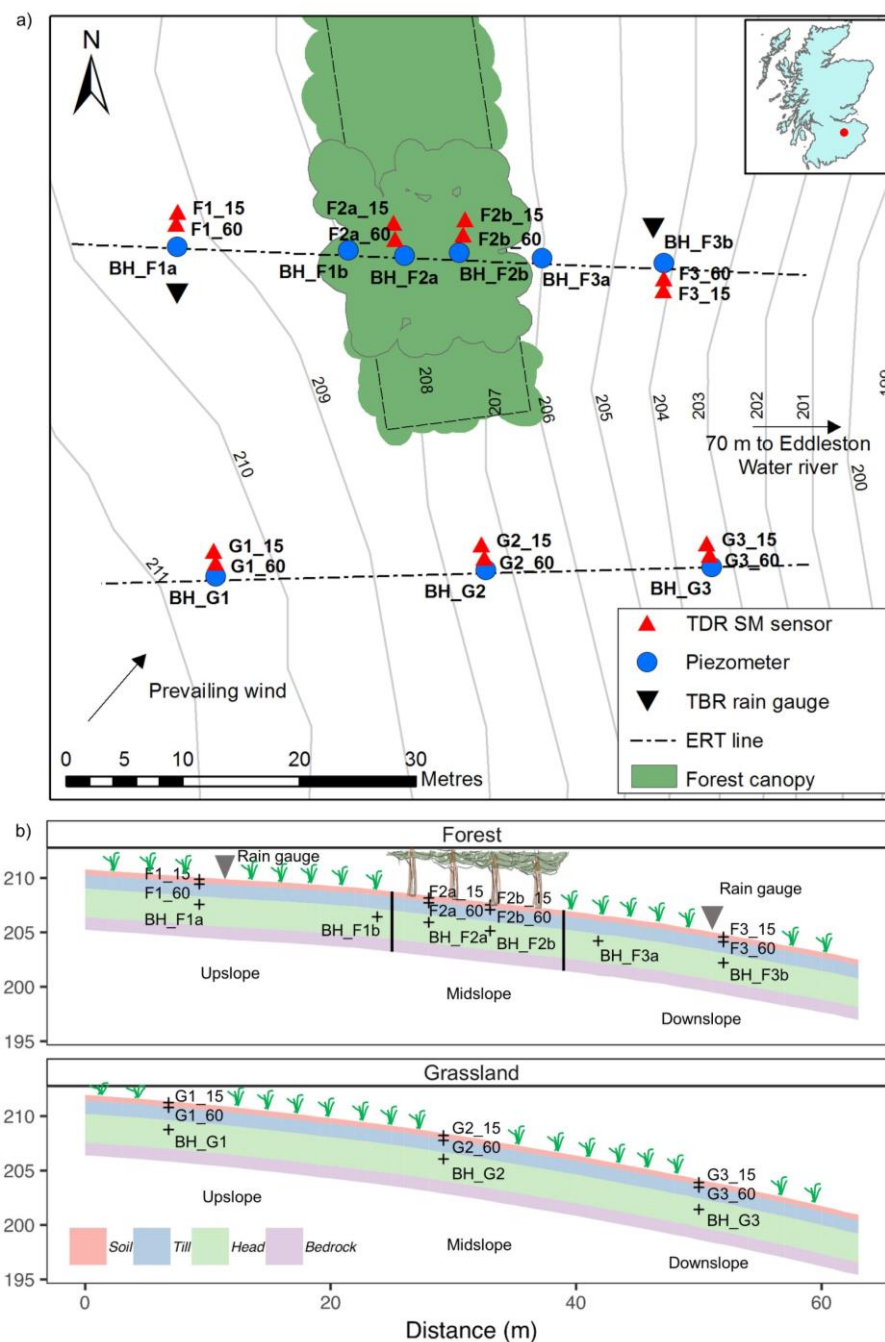 a)
N
F1_15
F1_60
BH_F1a
F2a_15
F2a_60
BH_F1b
BH_F2a
F2b_15
F2b_60
BH_F2b
BH_F3a
BH_F3b
F3_60
F3_15
208
207
206
205
204
203
202
201
200
209
210
211
70 m to Eddleston
Water river
G1_15
G1_60
BH_G1
G2_15
G2_60
BH_G2
G3_15
G3_60
BH_G3
Prevailing wind
TDR SM sensor
Piezometer
TBR rain gauge
ERT line
Forest canopy
0 5 10 20 30
Metres
b)
Forest
210
205
200
195
F1_15
F1_60
BH_F1a
Rain gauge
BH_F1b
F2a_15
F2a_60
BH_F2a
F2b_15
F2b_60
BH_F2b
BH_F3a
Rain gauge
F3_15
F3_60
BH_F3b
Upslope
Midslope
Downslope
Grassland
210
205
200
195
G1_15
G1_60
BH_G1
G2_15
G2_60
BH_G2
G3_15
G3_60
BH_G3
Upslope
Midslope
Downslope
Soil Till Head Bedrock
0 20 40 60
Distance (m)